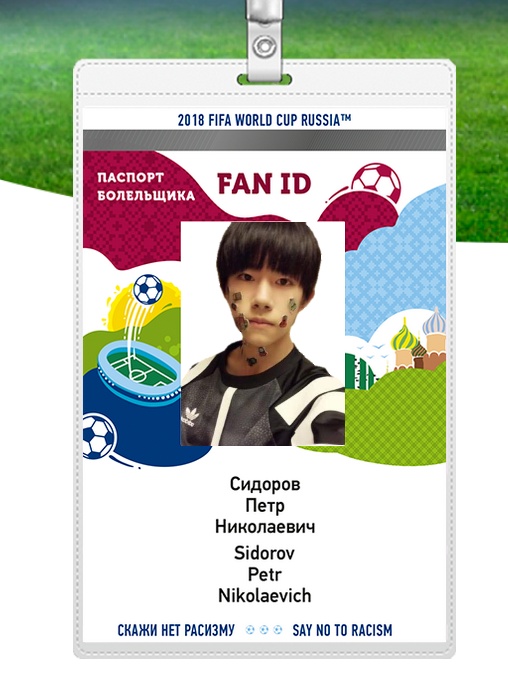 2018 FIFA WORLD CUP RUSSIA™
ПАСПОРТ
БОЛЕЛЬЩИКА
FAN ID
adidas
Сидоров
Петр
Николаевич
Sidorov
Petr
Nikolaevich
СКАЖИ НЕТ РАСИЗМУ SAY NO TO RACISM